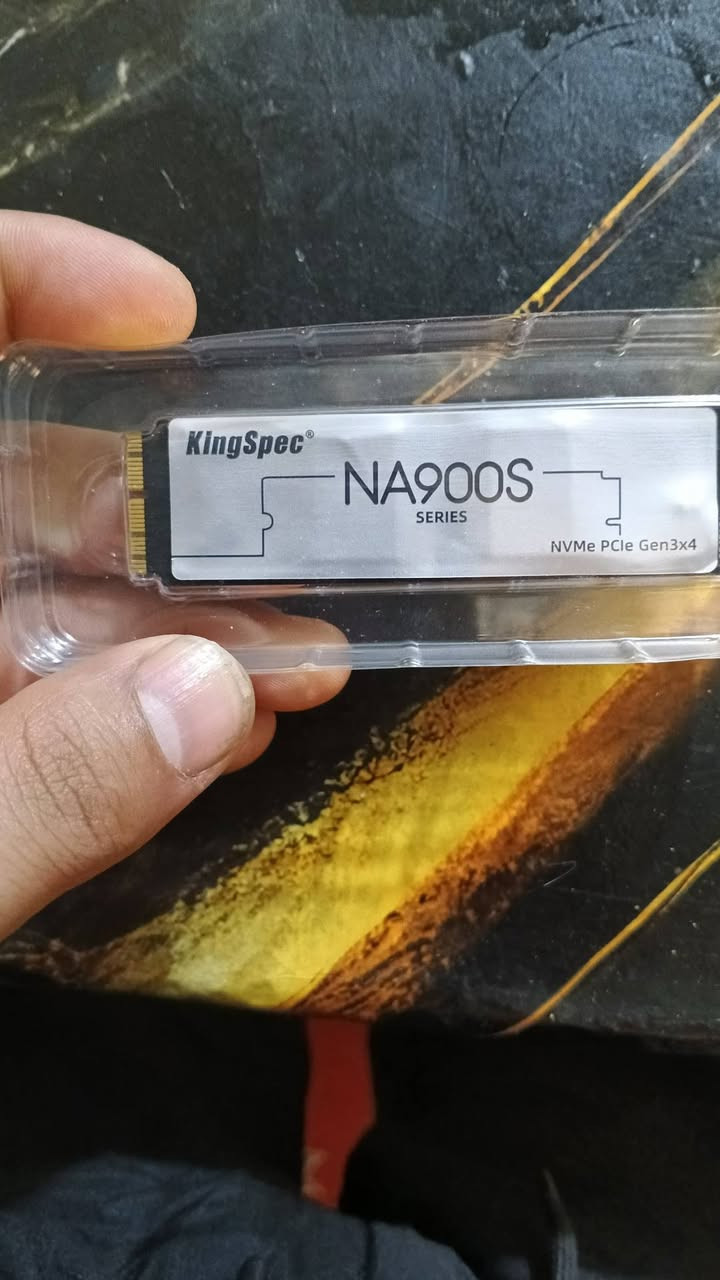 KingSpec®
NA900S
SERIES
NVMe PCIe Gen3x4